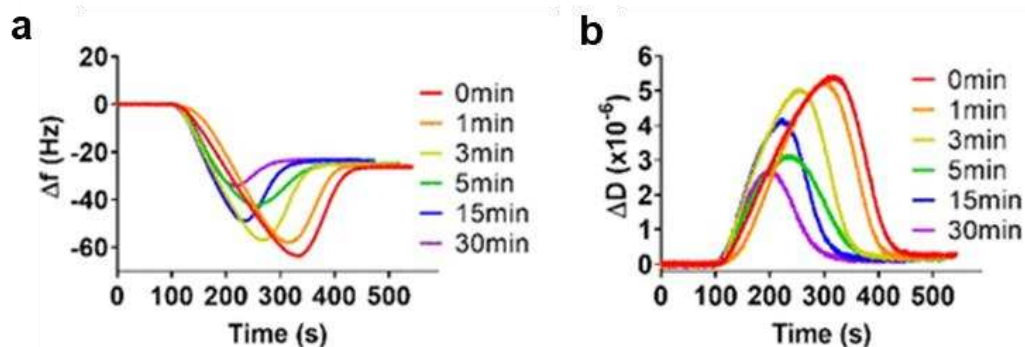 a
20
0
-20
-40
-60
Δf (Hz)
0 100 200 300 400 500
Time (s)
0min
1min
3min
5min
15min
30min
b
6
5
4
3
2
1
0
ΔD (x10⁻⁶)
0 100 200 300 400 500
Time (s)
0min
1min
3min
5min
15min
30min